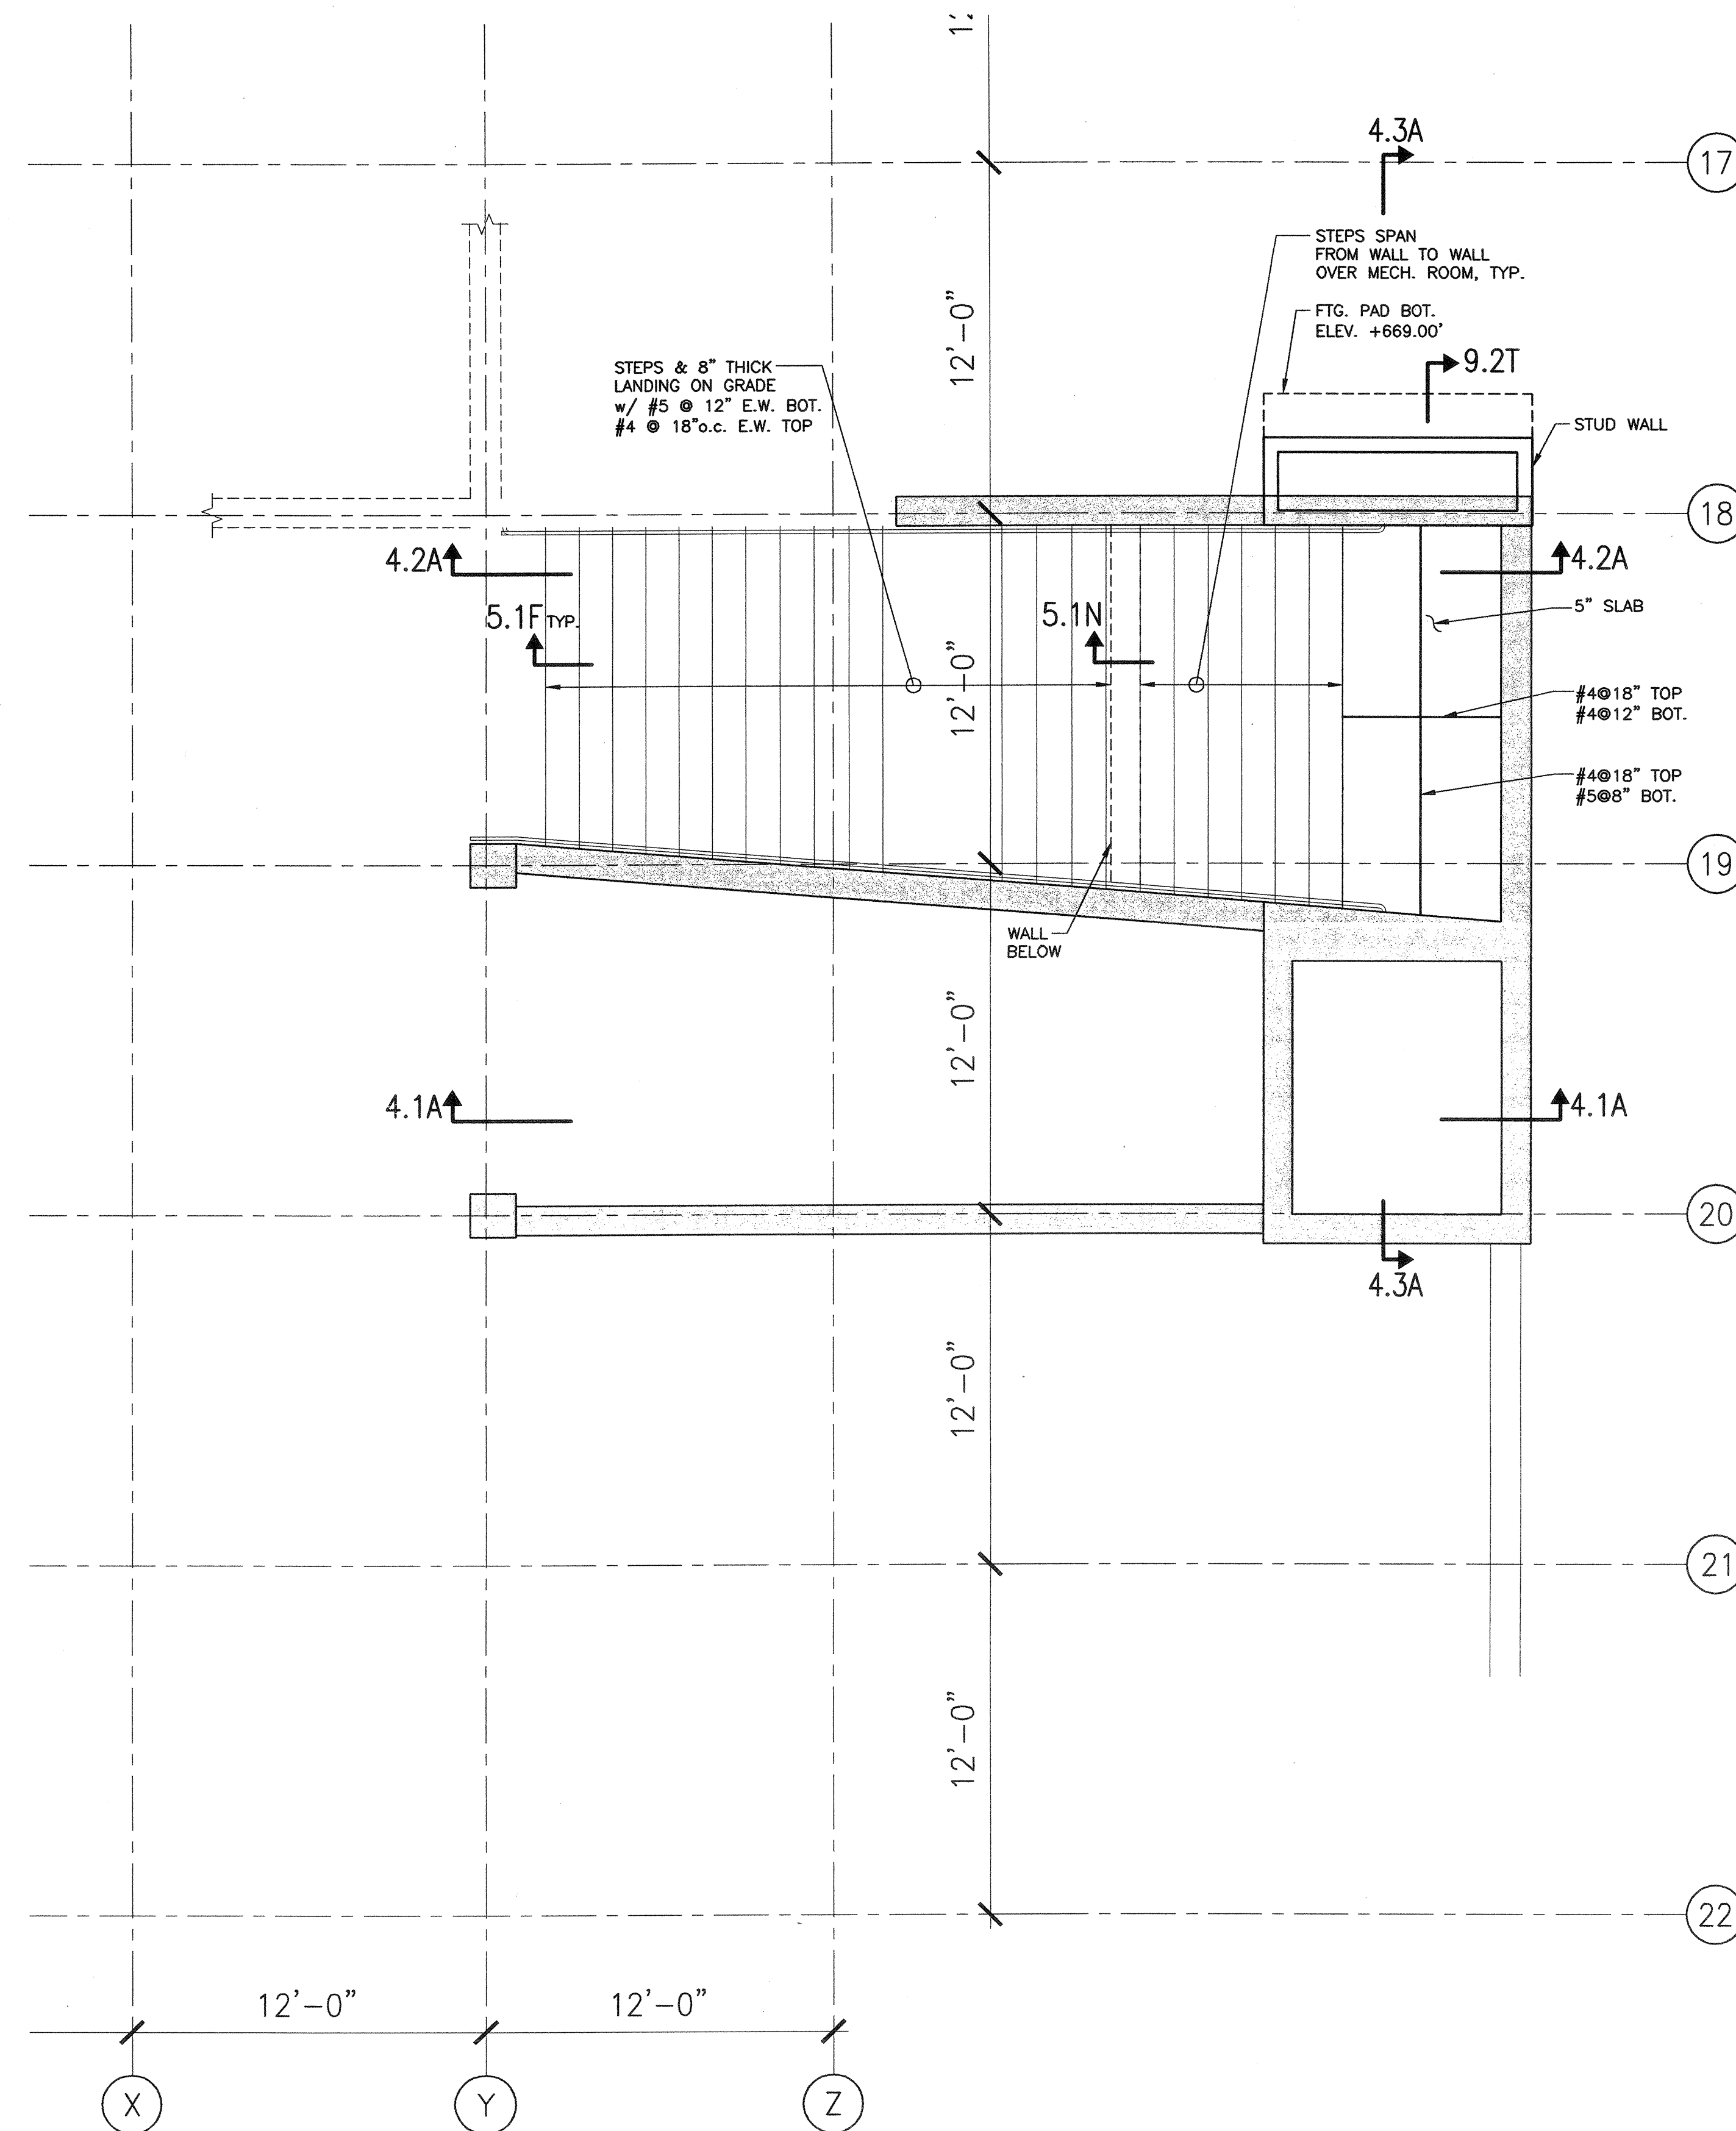 12'
4.3A
17
STEPS SPAN
FROM WALL TO WALL
OVER MECH. ROOM, TYP.
FTG. PAD BOT.
ELEV. +669.00'
12'-0"
9.2T
STEPS & 8" THICK
LANDING ON GRADE
w/ #5 @ 12" E.W. BOT.
#4 @ 18"o.c. E.W. TOP
STUD WALL
18
4.2A
4.2A
5.1F TYP.
5.1N
5" SLAB
12'-0"
#4@18" TOP
#4@12" BOT.
#4@18" TOP
#5@8" BOT.
19
WALL
BELOW
12'-0"
4.1A
4.1A
20
4.3A
12'-0"
21
12'-0"
22
12'-0"
12'-0"
X
Y
Z